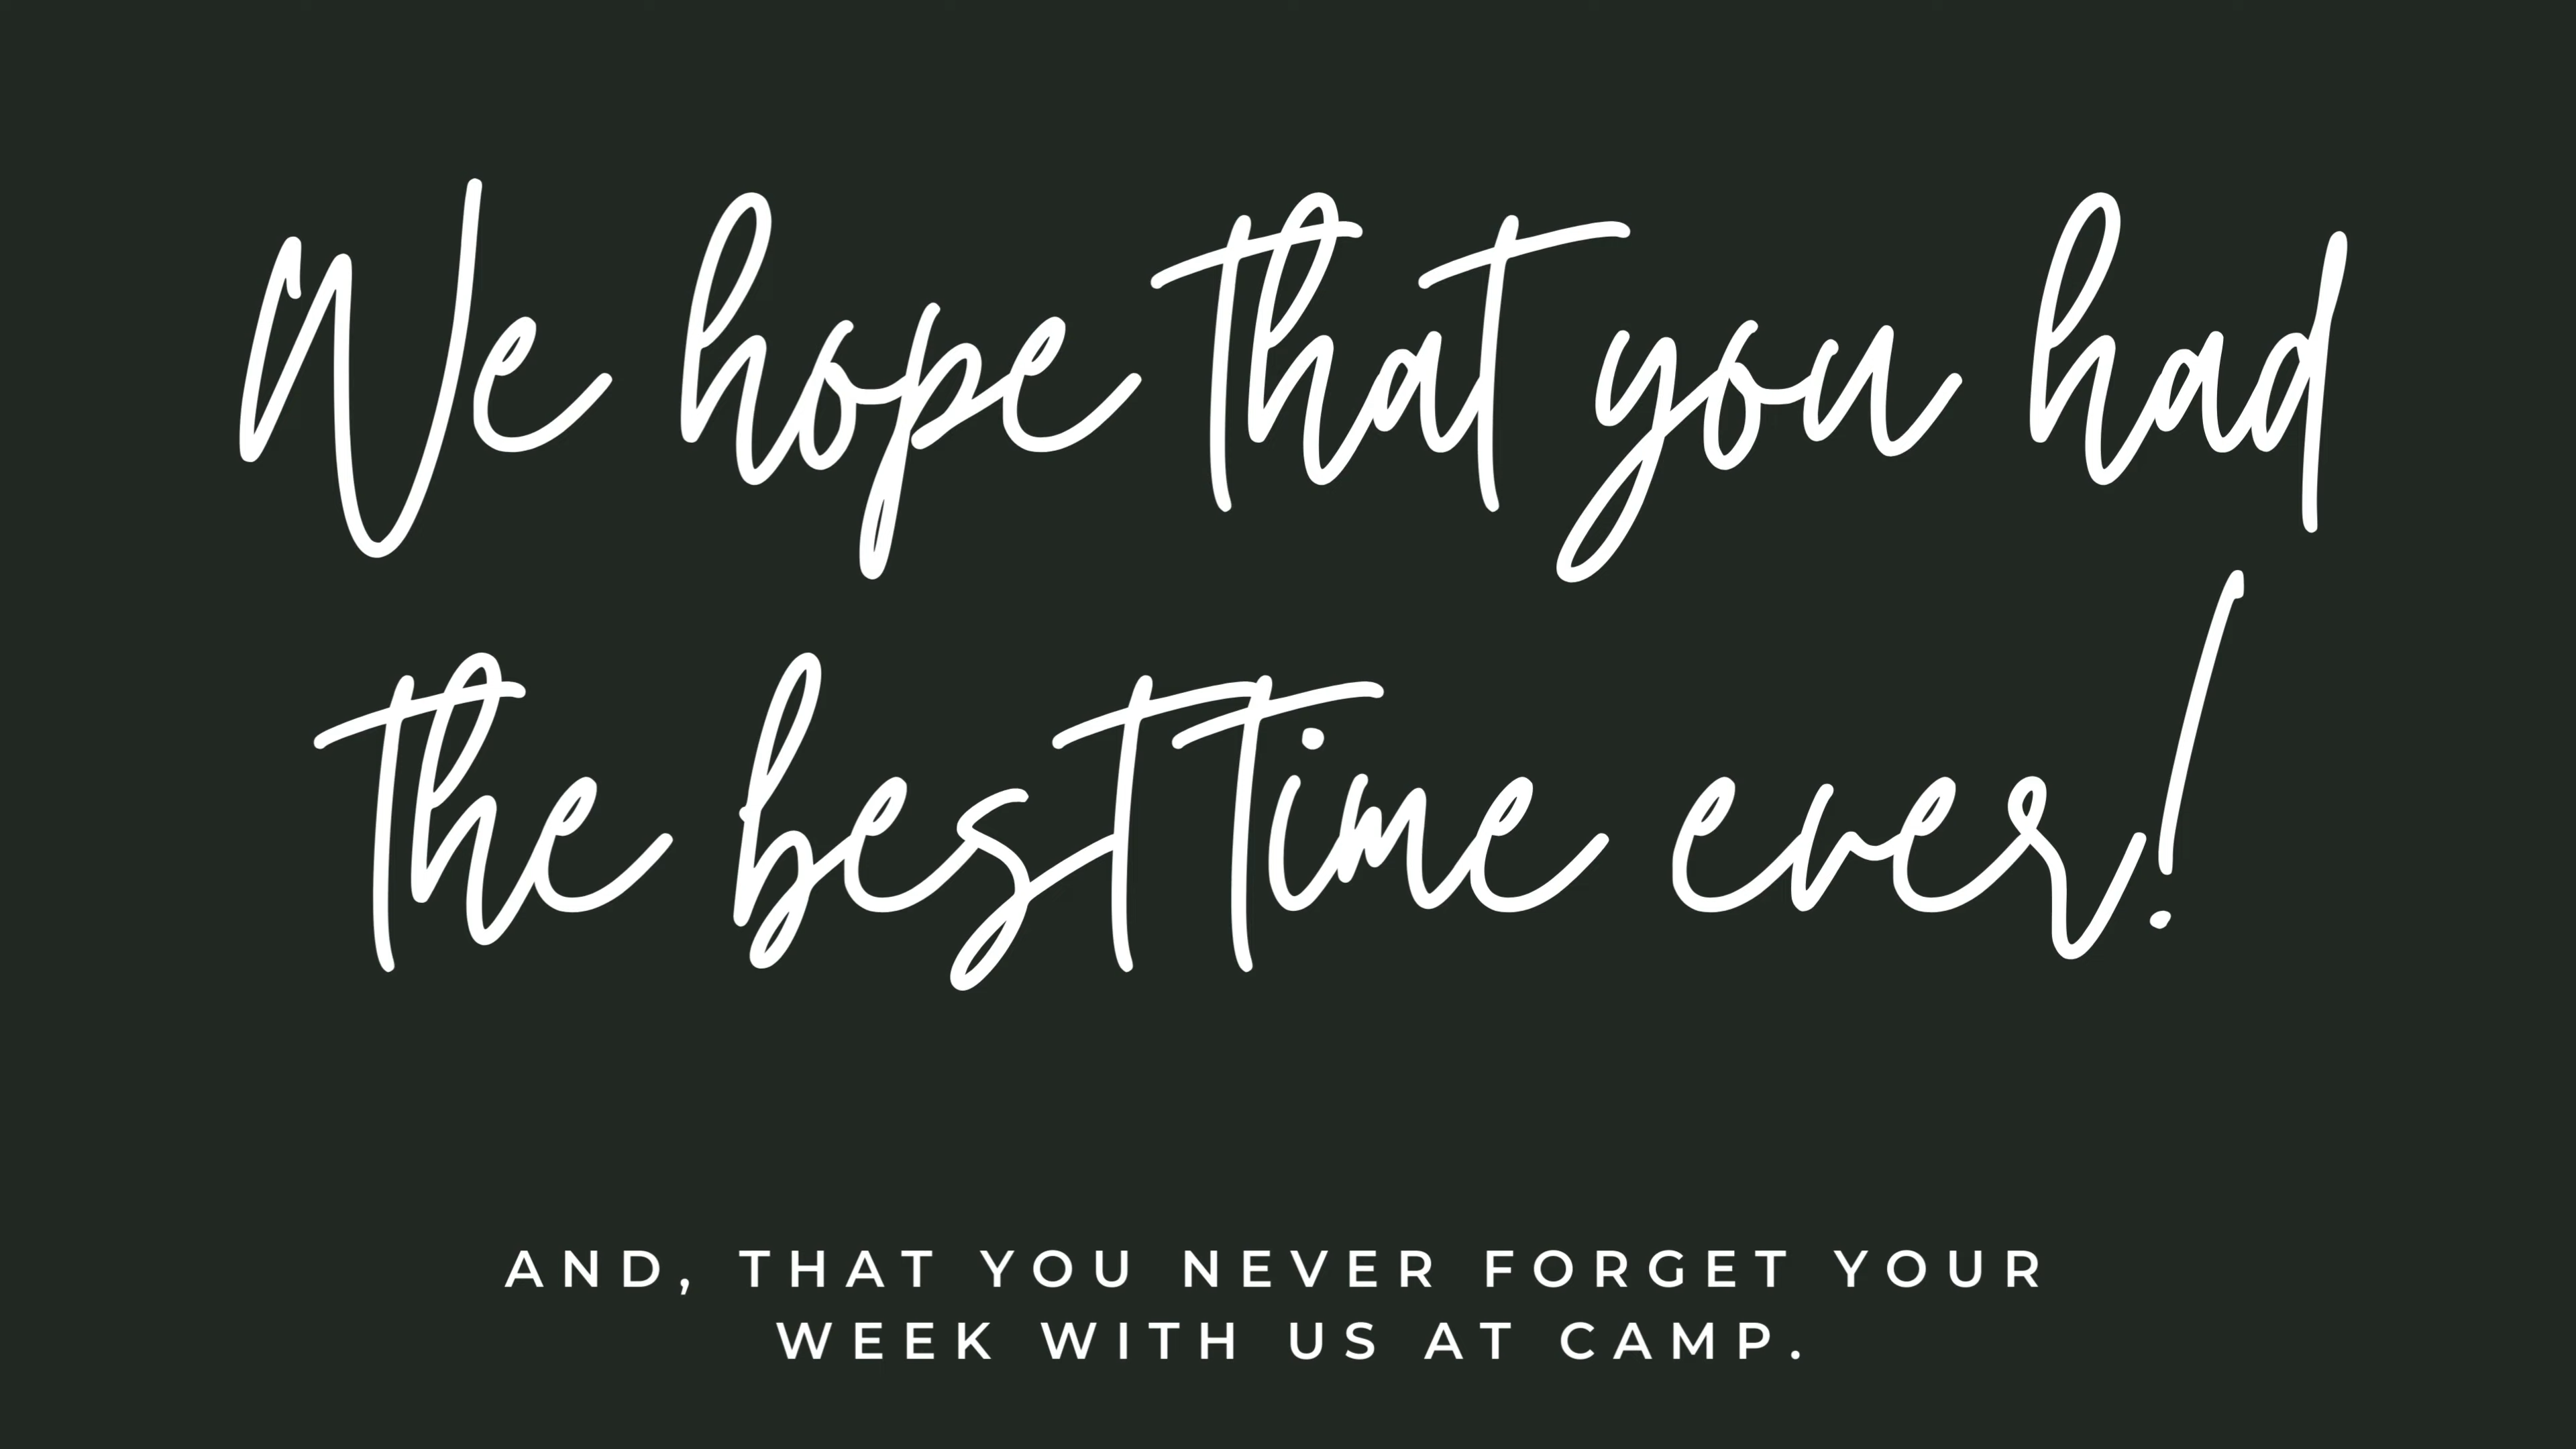 We hope that you had
the best time ever!
AND, THAT YOU NEVER FORGET YOUR
WEEK WITH US AT CAMP.